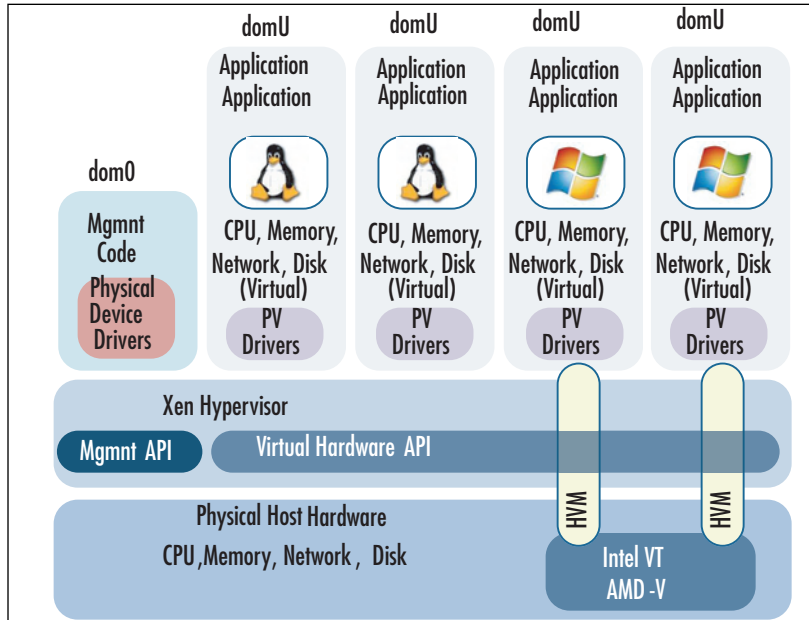 domU
domU
domU
domU
Application
Application
Application
Application
Application
Application
Application
Application
dom0
Mgmnt
Code
Physical
Device
Drivers
CPU, Memory,
Network, Disk
(Virtual)
PV
Drivers
CPU, Memory,
Network, Disk
(Virtual)
PV
Drivers
CPU, Memory,
Network, Disk
(Virtual)
PV
Drivers
CPU, Memory,
Network, Disk
(Virtual)
PV
Drivers
Xen Hypervisor
Mgmnt API
Virtual Hardware API
HVM
HVM
Physical Host Hardware
CPU ,Memory, Network , Disk
Intel VT
AMD -V